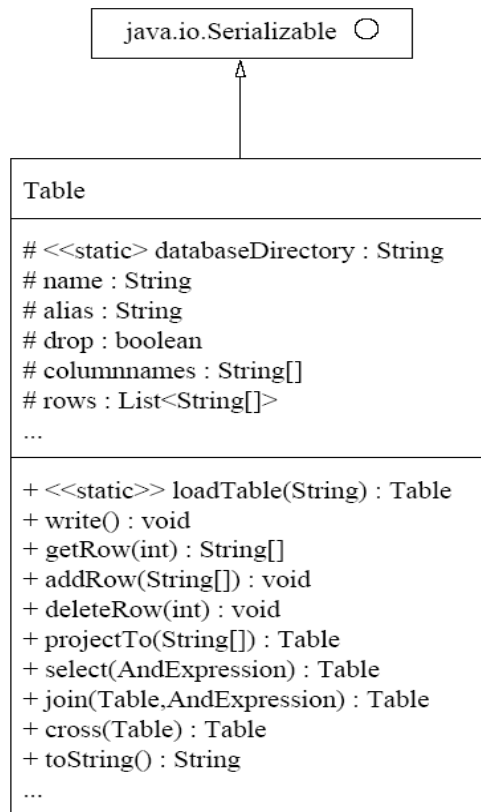 java.io.Serializable
Table
# <<static> databaseDirectory : String
# name : String
# alias : String
# drop : boolean
# columnnames : String[]
# rows : List<String[]>
...
+ <<static>> loadTable(String) : Table
+ write() : void
+ getRow(int) : String[]
+ addRow(String[]) : void
+ deleteRow(int) : void
+ projectTo(String[]) : Table
+ select(AndExpression) : Table
+ join(Table,AndExpression) : Table
+ cross(Table) : Table
+ toString() : String
...